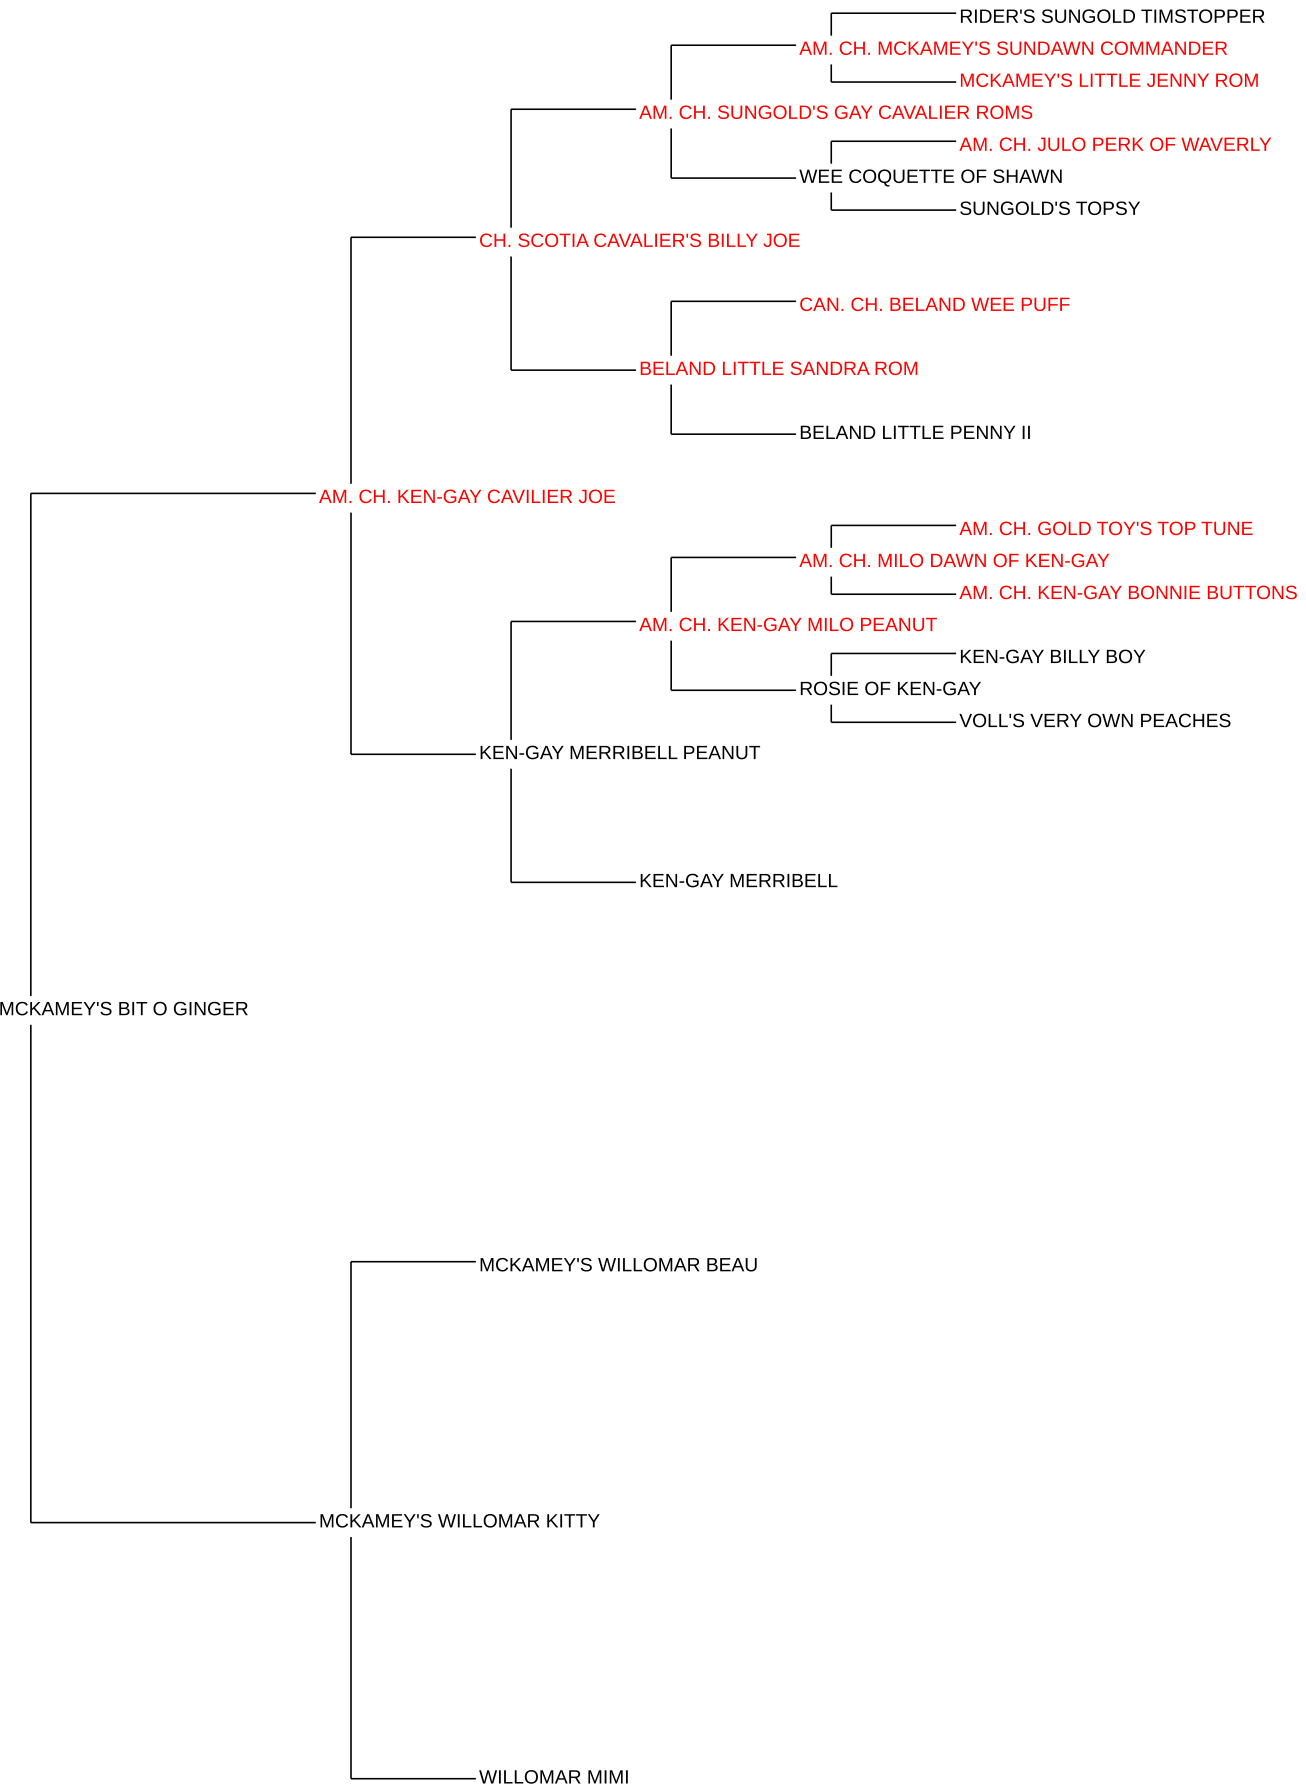 RIDER'S SUNGOLD TIMSTOPPER
AM. CH. MCKAMEY'S SUNDAWN COMMANDER
MCKAMEY'S LITTLE JENNY ROM
AM. CH. SUNGOLD'S GAY CAVALIER ROMS
AM. CH. JULO PERK OF WAVERLY
WEE COQUETTE OF SHAWN
SUNGOLD'S TOPSY
CH. SCOTIA CAVALIER'S BILLY JOE
CAN. CH. BELAND WEE PUFF
BELAND LITTLE SANDRA ROM
BELAND LITTLE PENNY II
AM. CH. KEN-GAY CAVILIER JOE
AM. CH. GOLD TOY'S TOP TUNE
AM. CH. MILO DAWN OF KEN-GAY
AM. CH. KEN-GAY BONNIE BUTTONS
AM. CH. KEN-GAY MILO PEANUT
KEN-GAY BILLY BOY
ROSIE OF KEN-GAY
VOLL'S VERY OWN PEACHES
KEN-GAY MERRIBELL PEANUT
KEN-GAY MERRIBELL
MCKAMEY'S BIT O GINGER
MCKAMEY'S WILLOMAR BEAU
MCKAMEY'S WILLOMAR KITTY
WILLOMAR MIMI